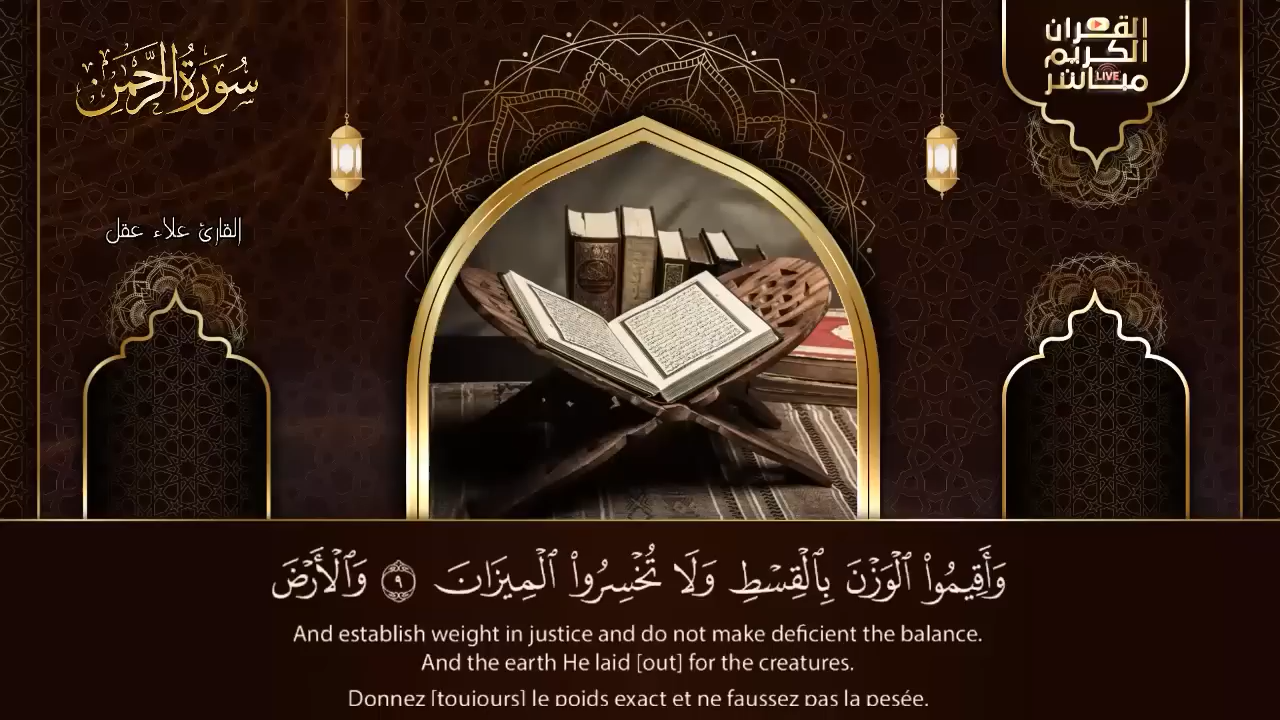 سُورَةُ الرَّحْمَٰن
القارئ علاء عقل
القرآن
الكريم
مباشر
LIVE
وَأَقِيمُوا۟ ٱلْوَزْنَ بِٱلْقِسْطِ وَلَا تُخْسِرُوا۟ ٱلْمِيزَانَ ۝٩ وَٱلْأَرْضَ
And establish weight in justice and do not make deficient the balance.
And the earth He laid [out] for the creatures.
Donnez [toujours] le poids exact et ne faussez pas la pesée.